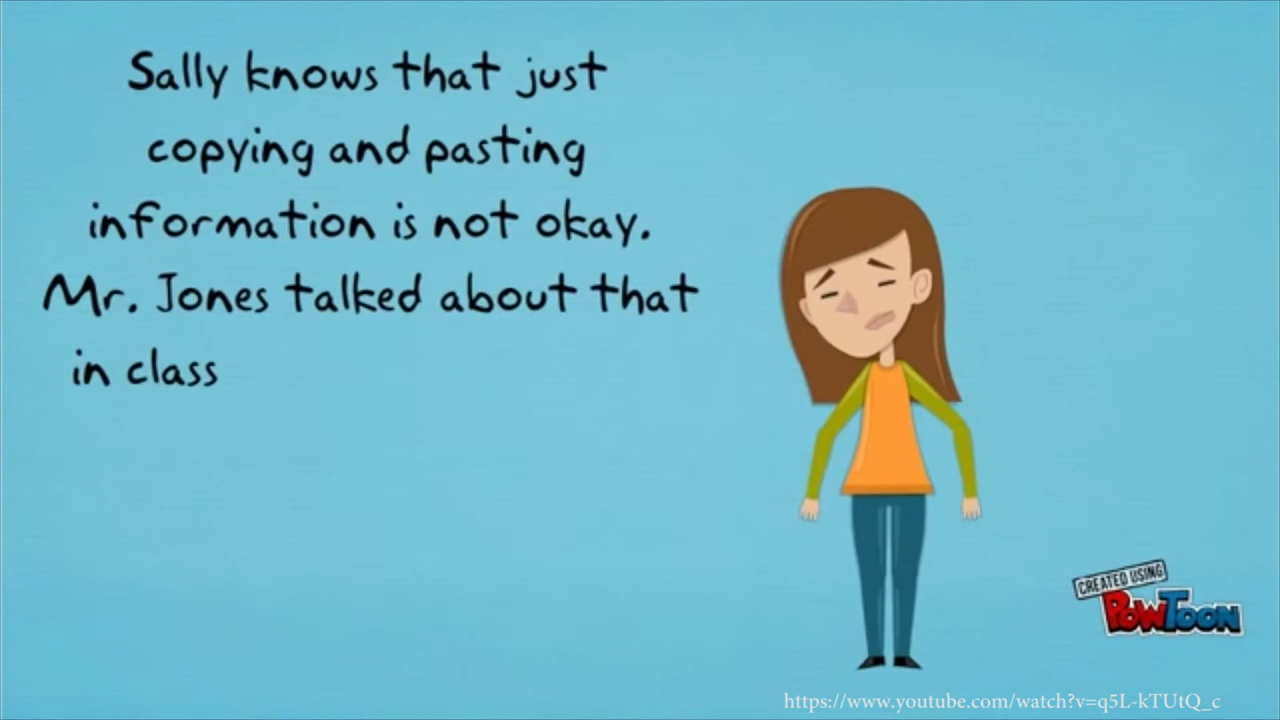 Sally knows that just
copying and pasting
information is not okay.
Mr. Jones talked about that
in class
CREATED USING
POWTOON
https://www.youtube.com/watch?v=q5L-kTUtQ_c